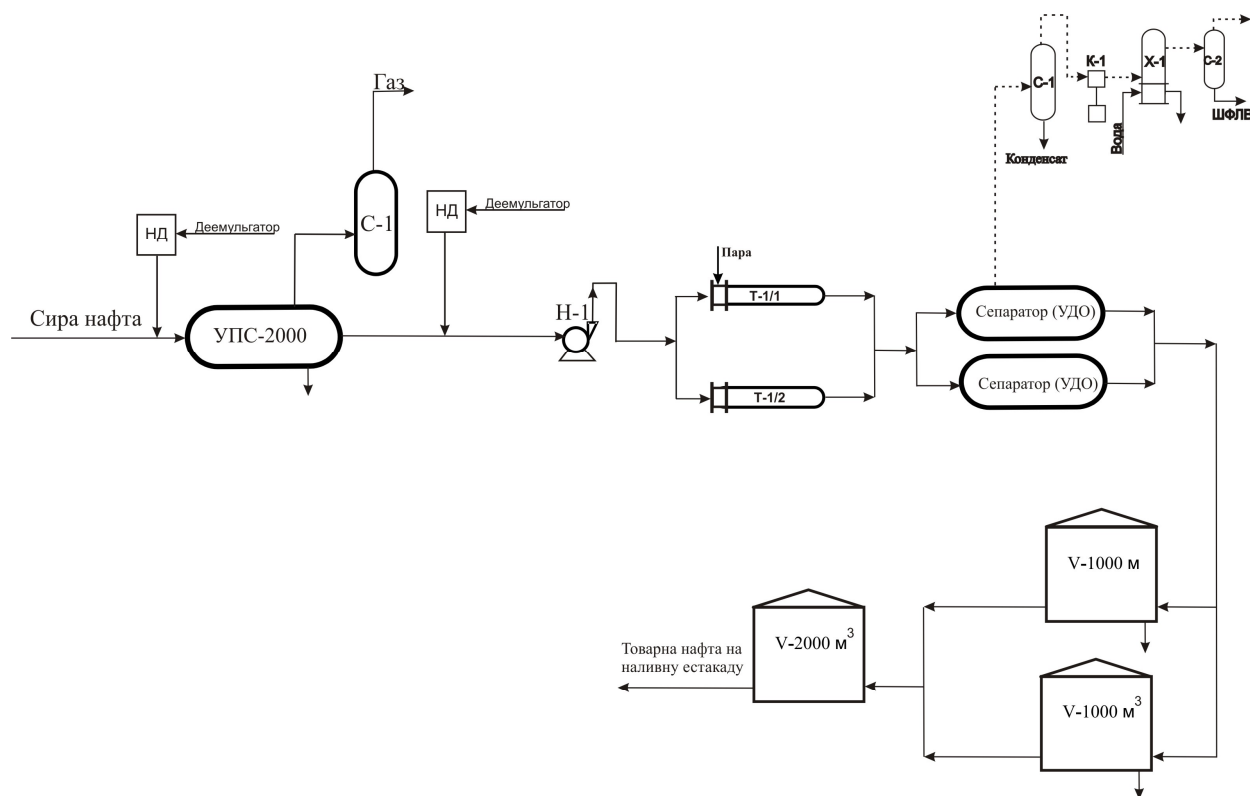 К-1
Х-1
С-2
С-1
ШФЛВ
Вода
Конденсат
Газ
С-1
НД
Деемульгатор
НД
Деемульгатор
Пара
Т-1/1
Сира нафта
УПС-2000
Н-1
Сепаратор (УДО)
Т-1/2
Сепаратор (УДО)
V-1000 м
V-2000 м³
Товарна нафта на
наливну естакаду
V-1000 м³